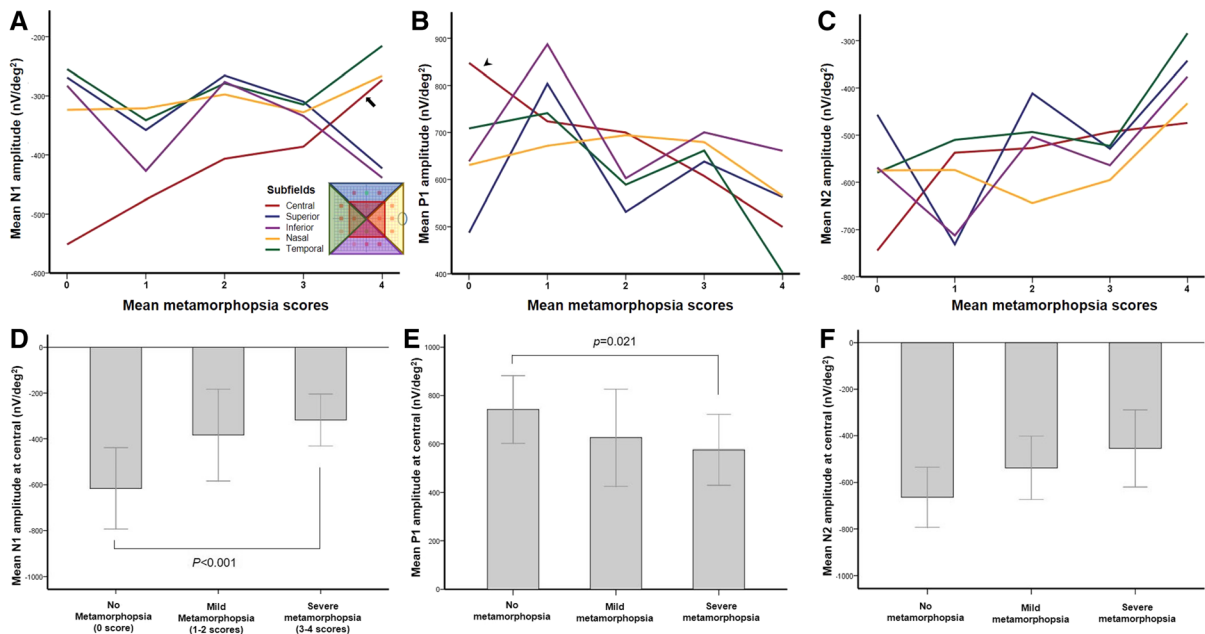 A
Mean N1 amplitude (nV/deg²)
-200
-300
-400
-500
-600
0 1 2 3 4
Mean metamorphopsia scores
Subfields
Central
Superior
Inferior
Nasal
Temporal
B
Mean P1 amplitude (nV/deg²)
900
800
700
600
500
400
0 1 2 3 4
Mean metamorphopsia scores
C
Mean N2 amplitude (nV/deg²)
-300
-400
-500
-600
-700
-800
0 1 2 3 4
Mean metamorphopsia scores
D
Mean N1 amplitude at central (nV/deg²)
0
-200
-400
-600
-800
-1000
P<0.001
No
Metamorphopsia
(0 score)
Mild
Metamorphopsia
(1-2 scores)
Severe
metamorphopsia
(3-4 scores)
E
Mean P1 amplitude at central (nV/deg²)
1000
800
600
400
200
0
p=0.021
No
metamorphopsia
Mild
metamorphopsia
Severe
metamorphopsia
F
Mean N2 amplitude at central (nV/deg²)
0
-200
-400
-600
-800
-1000
No
metamorphopsia
Mild
metamorphopsia
Severe
metamorphopsia